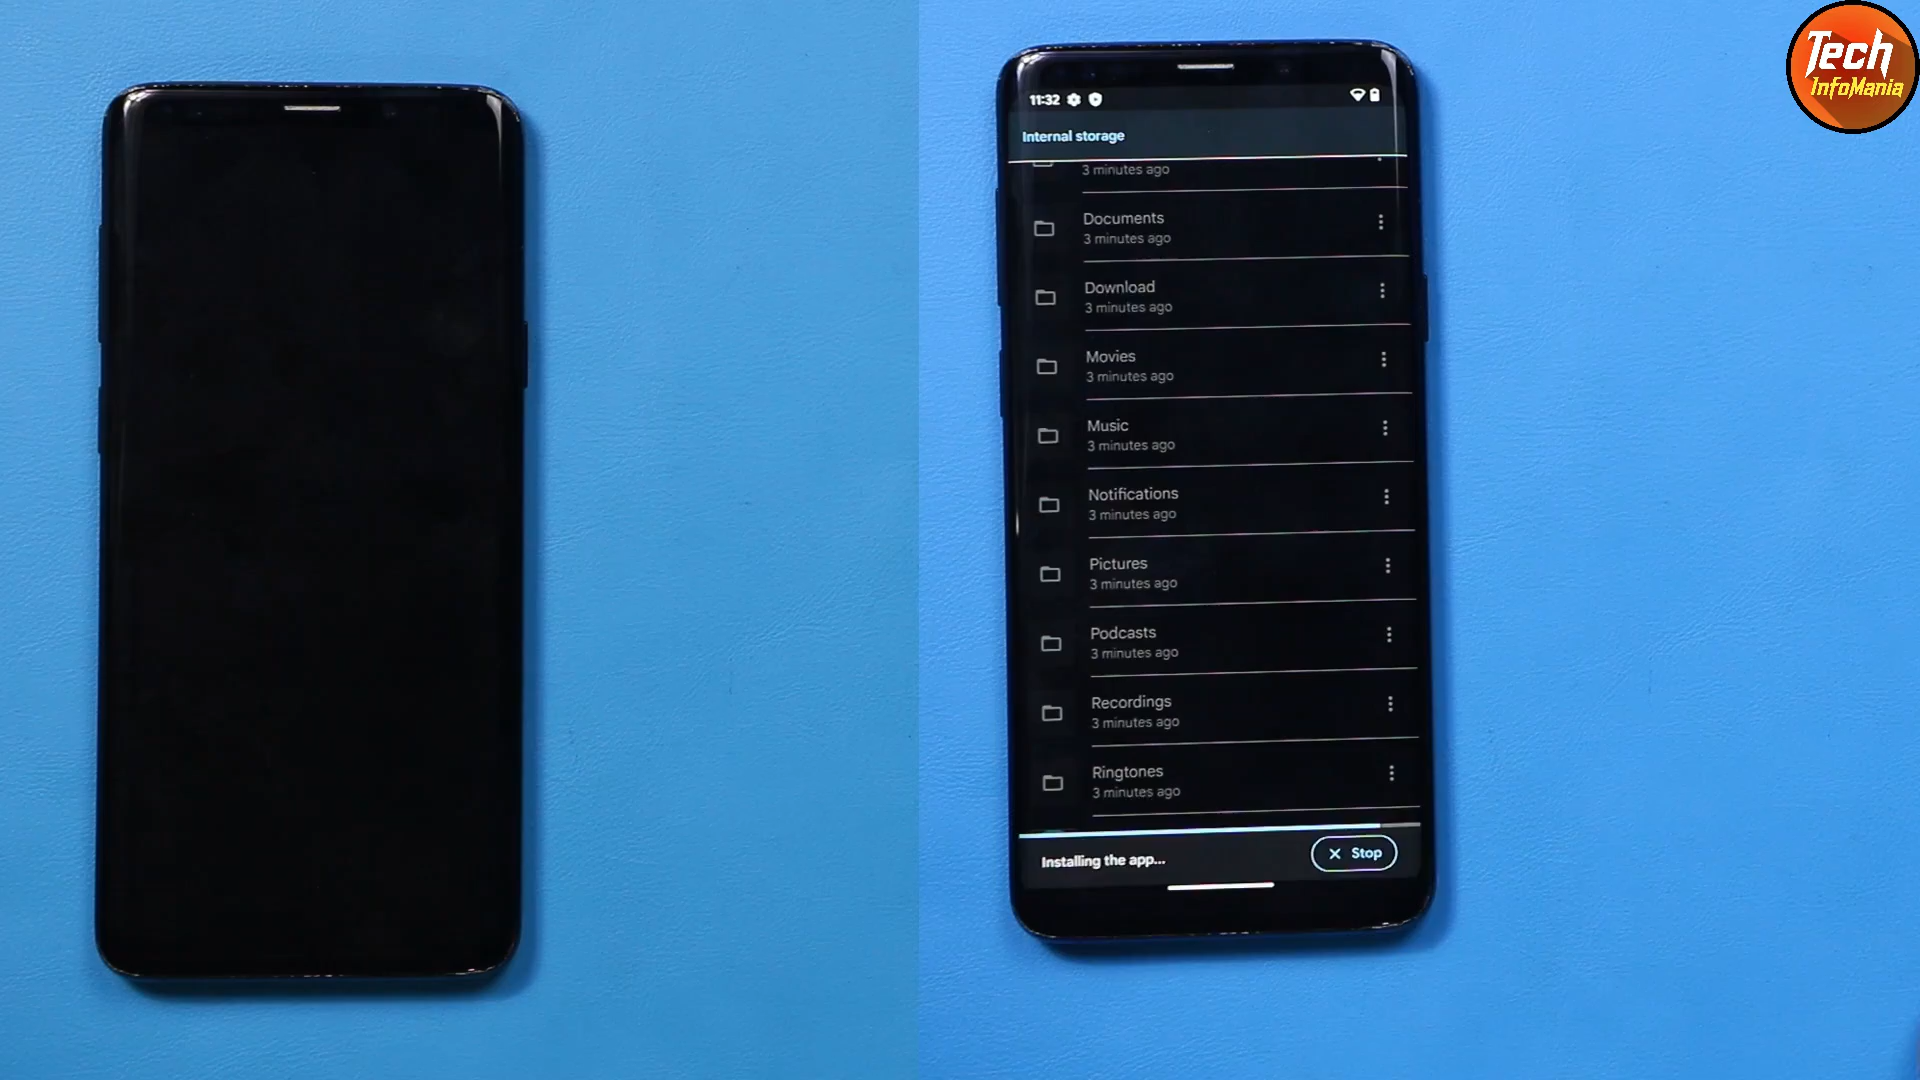 Tech
InfoMania
11:32
Internal storage
3 minutes ago
Documents
3 minutes ago
Download
3 minutes ago
Movies
3 minutes ago
Music
3 minutes ago
Notifications
3 minutes ago
Pictures
3 minutes ago
Podcasts
3 minutes ago
Recordings
3 minutes ago
Ringtones
3 minutes ago
Installing the app...
Stop